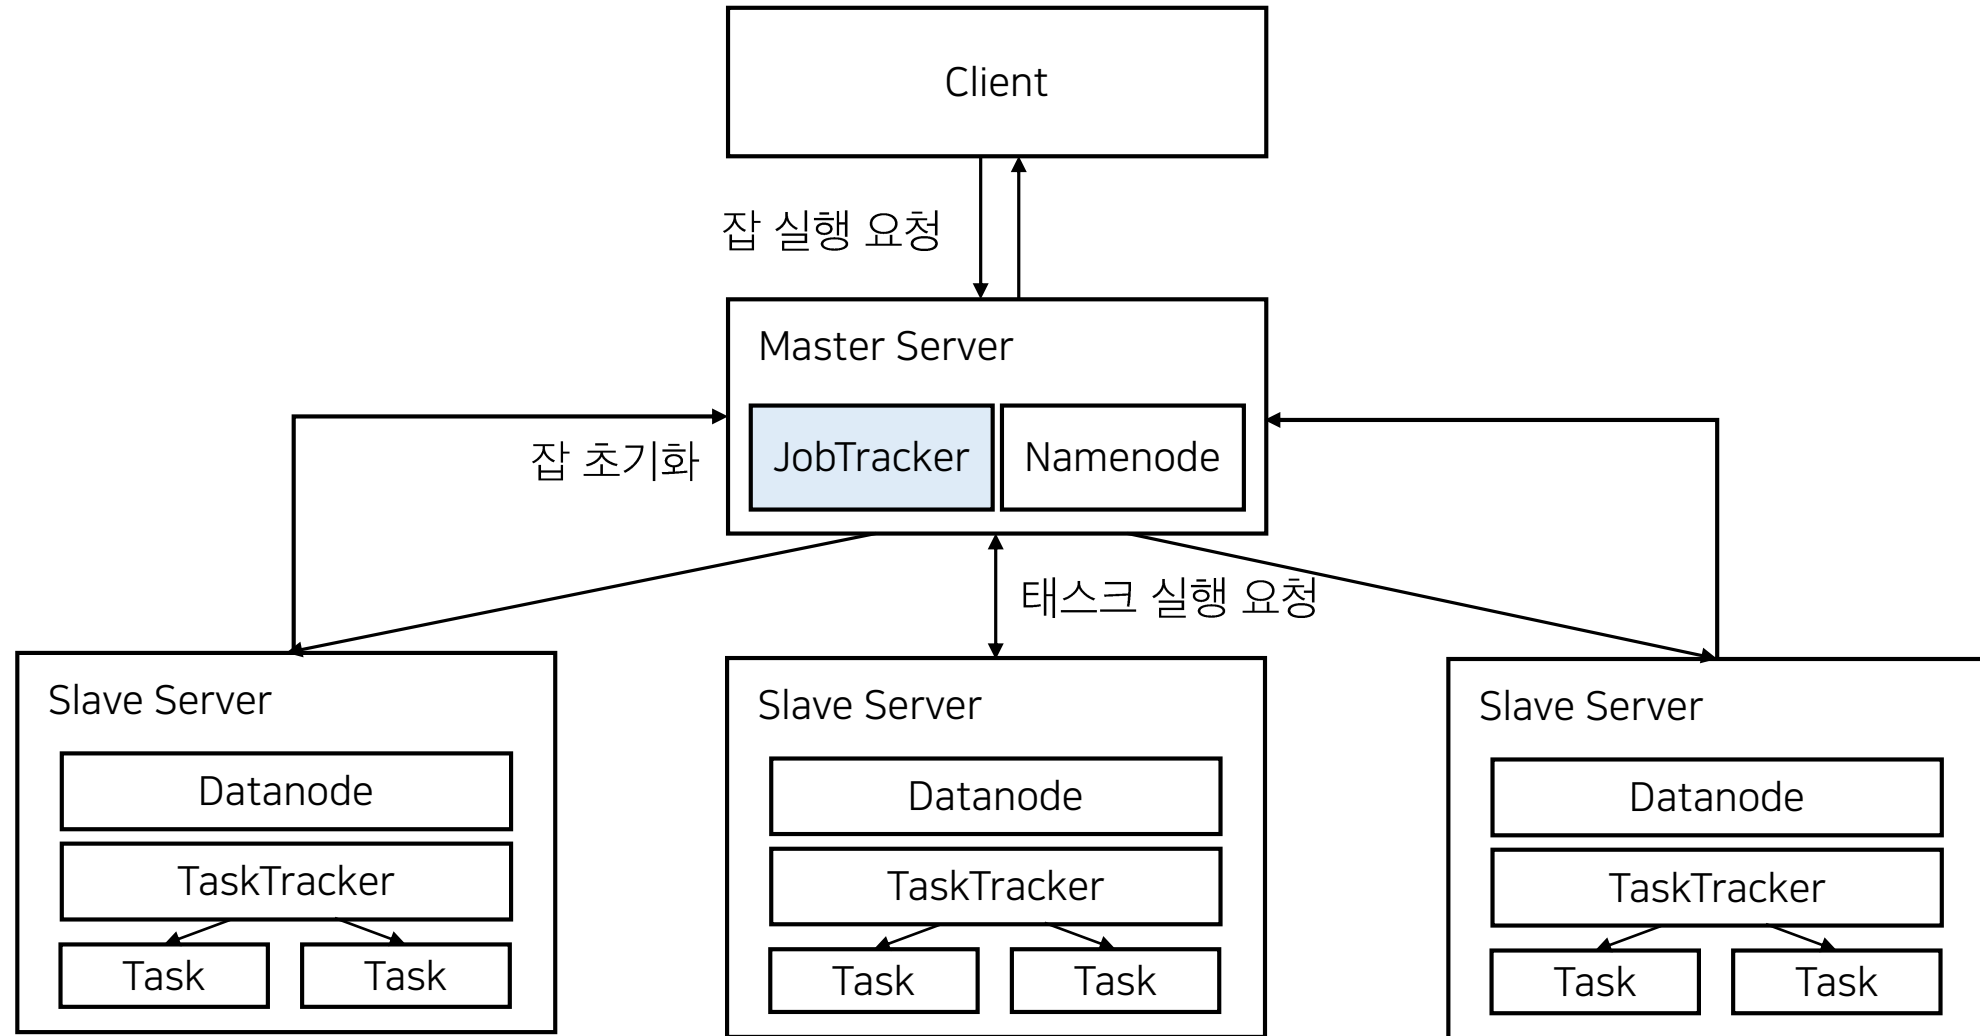 Client
잡 실행 요청
Master Server
JobTracker
Namenode
잡 초기화
태스크 실행 요청
Slave Server
Datanode
TaskTracker
Task
Task
Slave Server
Datanode
TaskTracker
Task
Task
Slave Server
Datanode
TaskTracker
Task
Task